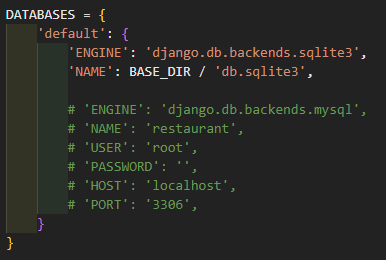 DATABASES = {
    'default': {
        'ENGINE': 'django.db.backends.sqlite3',
        'NAME': BASE_DIR / 'db.sqlite3',

        # 'ENGINE': 'django.db.backends.mysql',
        # 'NAME': 'restaurant',
        # 'USER': 'root',
        # 'PASSWORD': '',
        # 'HOST': 'localhost',
        # 'PORT': '3306',
    }
}